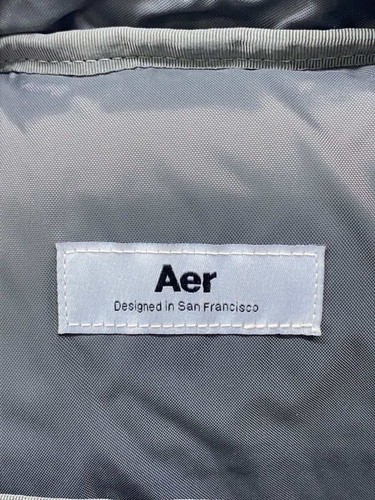 Aer
Designed in San Francisco